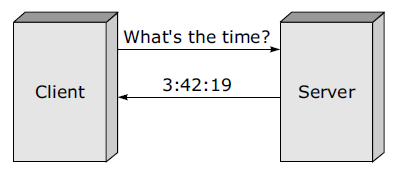 What's the time?
3:42:19
Client
Server